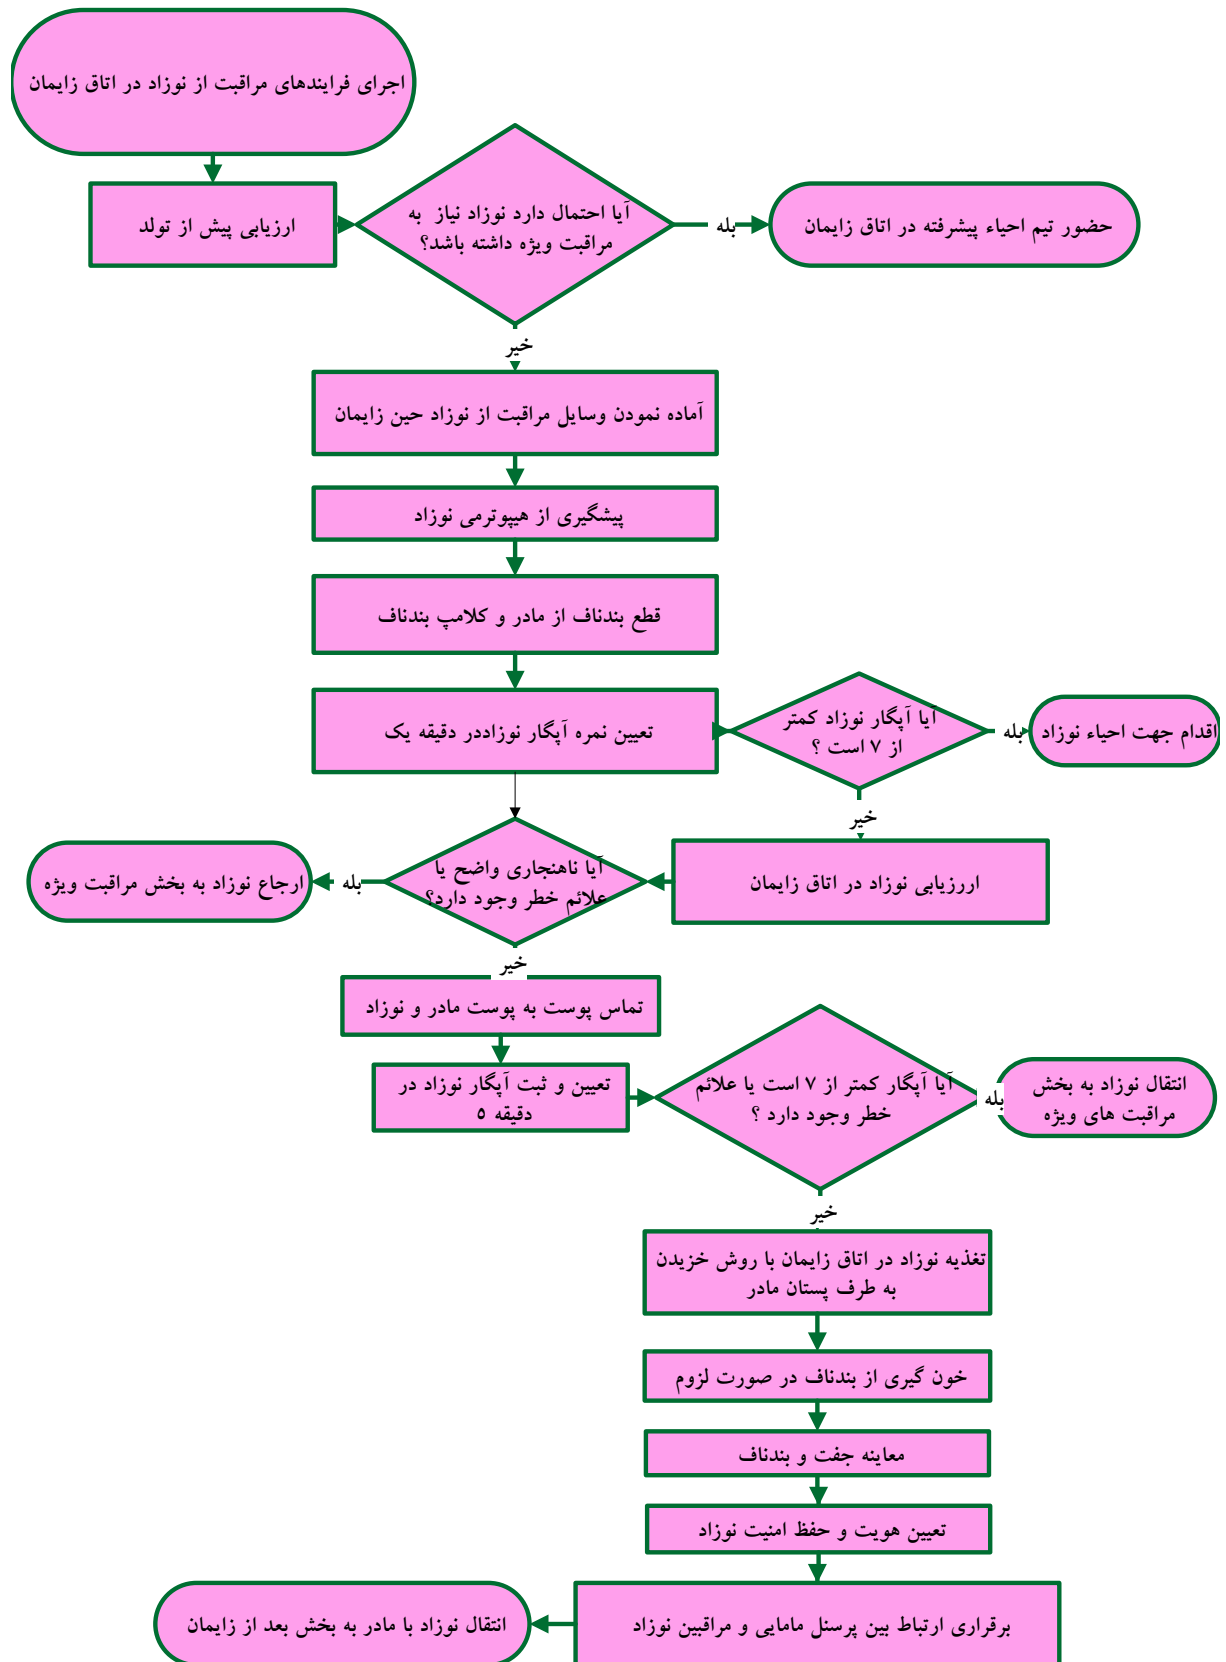 اجرای فرایندهای مراقبت از نوزاد در اتاق زایمان
ارزیابی پیش از تولد
آیا احتمال دارد نوزاد نیاز به
مراقبت ویژه داشته باشد؟
بله
حضور تیم احیاء پیشرفته در اتاق زایمان
خیر
آماده نمودن وسایل مراقبت از نوزاد حین زایمان
پیشگیری از هیپوترمی نوزاد
قطع بندناف از مادر و کلامپ بندناف
تعیین نمره آپگار نوزاددر دقیقه یک
آیا آپگار نوزاد کمتر
از ۷ است ؟
بله
اقدام جهت احیاء نوزاد
خیر
اررزیابی نوزاد در اتاق زایمان
آیا ناهنجاری واضح یا
علائم خطر وجود دارد؟
بله
ارجاع نوزاد به بخش مراقبت ویژه
خیر
تماس پوست به پوست مادر و نوزاد
تعیین و ثبت آپگار نوزاد در
دقیقه ۵
آیا آپگار کمتر از ۷ است یا علائم
خطر وجود دارد ؟
بله
انتقال نوزاد به بخش
مراقبت های ویژه
خیر
تغذیه نوزاد در اتاق زایمان با روش خزیدن
به طرف پستان مادر
خون گیری از بندناف در صورت لزوم
معاینه جفت و بندناف
تعیین هویت و حفظ امنیت نوزاد
برقراری ارتباط بین پرسنل مامایی و مراقبین نوزاد
انتقال نوزاد با مادر به بخش بعد از زایمان